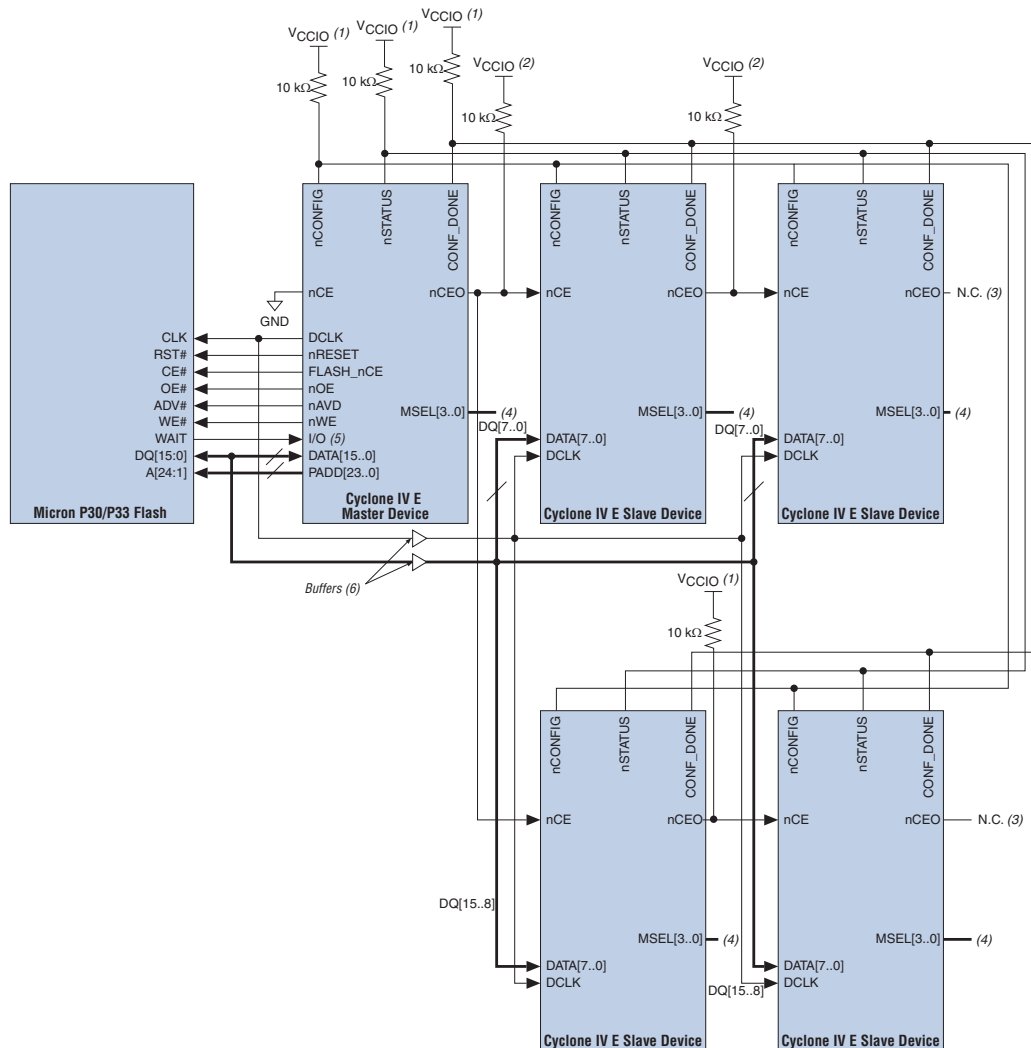 VCCIO (1)
VCCIO (1)
VCCIO (1)
VCCIO (2)
VCCIO (2)
10 kΩ
10 kΩ
10 kΩ
10 kΩ
10 kΩ
nCONFIG
nSTATUS
CONF_DONE
nCONFIG
nSTATUS
CONF_DONE
nCONFIG
nSTATUS
CONF_DONE
nCE
nCEO
nCE
nCEO
nCE
nCEO
N.C. (3)
GND
CLK
RST#
CE#
OE#
ADV#
WE#
WAIT
DQ[15:0]
A[24:1]
Micron P30/P33 Flash
DCLK
nRESET
FLASH_nCE
nOE
nAVD
nWE
I/O (5)
DATA[15..0]
PADD[23..0]
MSEL[3..0]
(4)
Cyclone IV E
Master Device
DQ[7..0]
DATA[7..0]
DCLK
MSEL[3..0]
(4)
Cyclone IV E Slave Device
DQ[7..0]
DATA[7..0]
DCLK
MSEL[3..0]
(4)
Cyclone IV E Slave Device
Buffers (6)
VCCIO (1)
10 kΩ
nCONFIG
nSTATUS
CONF_DONE
nCONFIG
nSTATUS
CONF_DONE
nCE
nCEO
nCE
nCEO
N.C. (3)
DQ[15..8]
MSEL[3..0]
(4)
DATA[7..0]
DCLK
Cyclone IV E Slave Device
DQ[15..8]
MSEL[3..0]
(4)
DATA[7..0]
DCLK
Cyclone IV E Slave Device